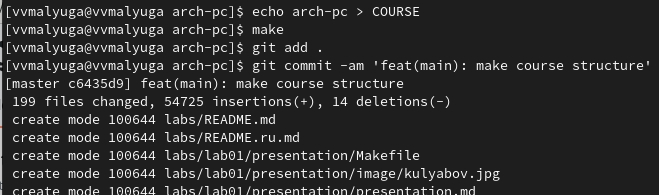 [vvmalyuga@vvmalyuga arch-pc]$ echo arch-pc > COURSE
[vvmalyuga@vvmalyuga arch-pc]$ make
[vvmalyuga@vvmalyuga arch-pc]$ git add .
[vvmalyuga@vvmalyuga arch-pc]$ git commit -am 'feat(main): make course structure'
[master c6435d9] feat(main): make course structure
 199 files changed, 54725 insertions(+), 14 deletions(-)
 create mode 100644 labs/README.md
 create mode 100644 labs/README.ru.md
 create mode 100644 labs/lab01/presentation/Makefile
 create mode 100644 labs/lab01/presentation/image/kulyabov.jpg
 create mode 100644 labs/lab01/presentation/presentation.md